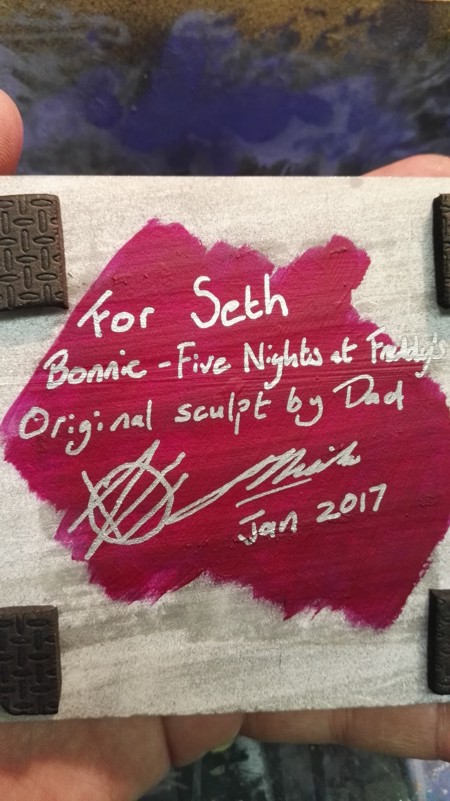 For Seth
Bonnie - Five Nights at Freddy's
Original sculpt by Dad
Jan 2017